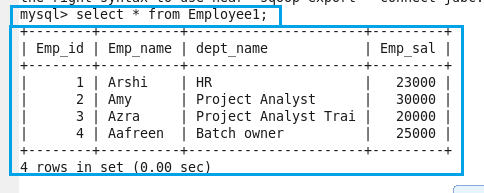 mysql> select * from Employee1;
+--------+----------+----------------------+---------+
| Emp_id | Emp_name | dept_name | Emp_sal |
+--------+----------+----------------------+---------+
| 1 | Arshi | HR | 23000 |
| 2 | Amy | Project Analyst | 30000 |
| 3 | Azra | Project Analyst Trai | 20000 |
| 4 | Aafreen | Batch owner | 25000 |
+--------+----------+----------------------+---------+
4 rows in set (0.00 sec)